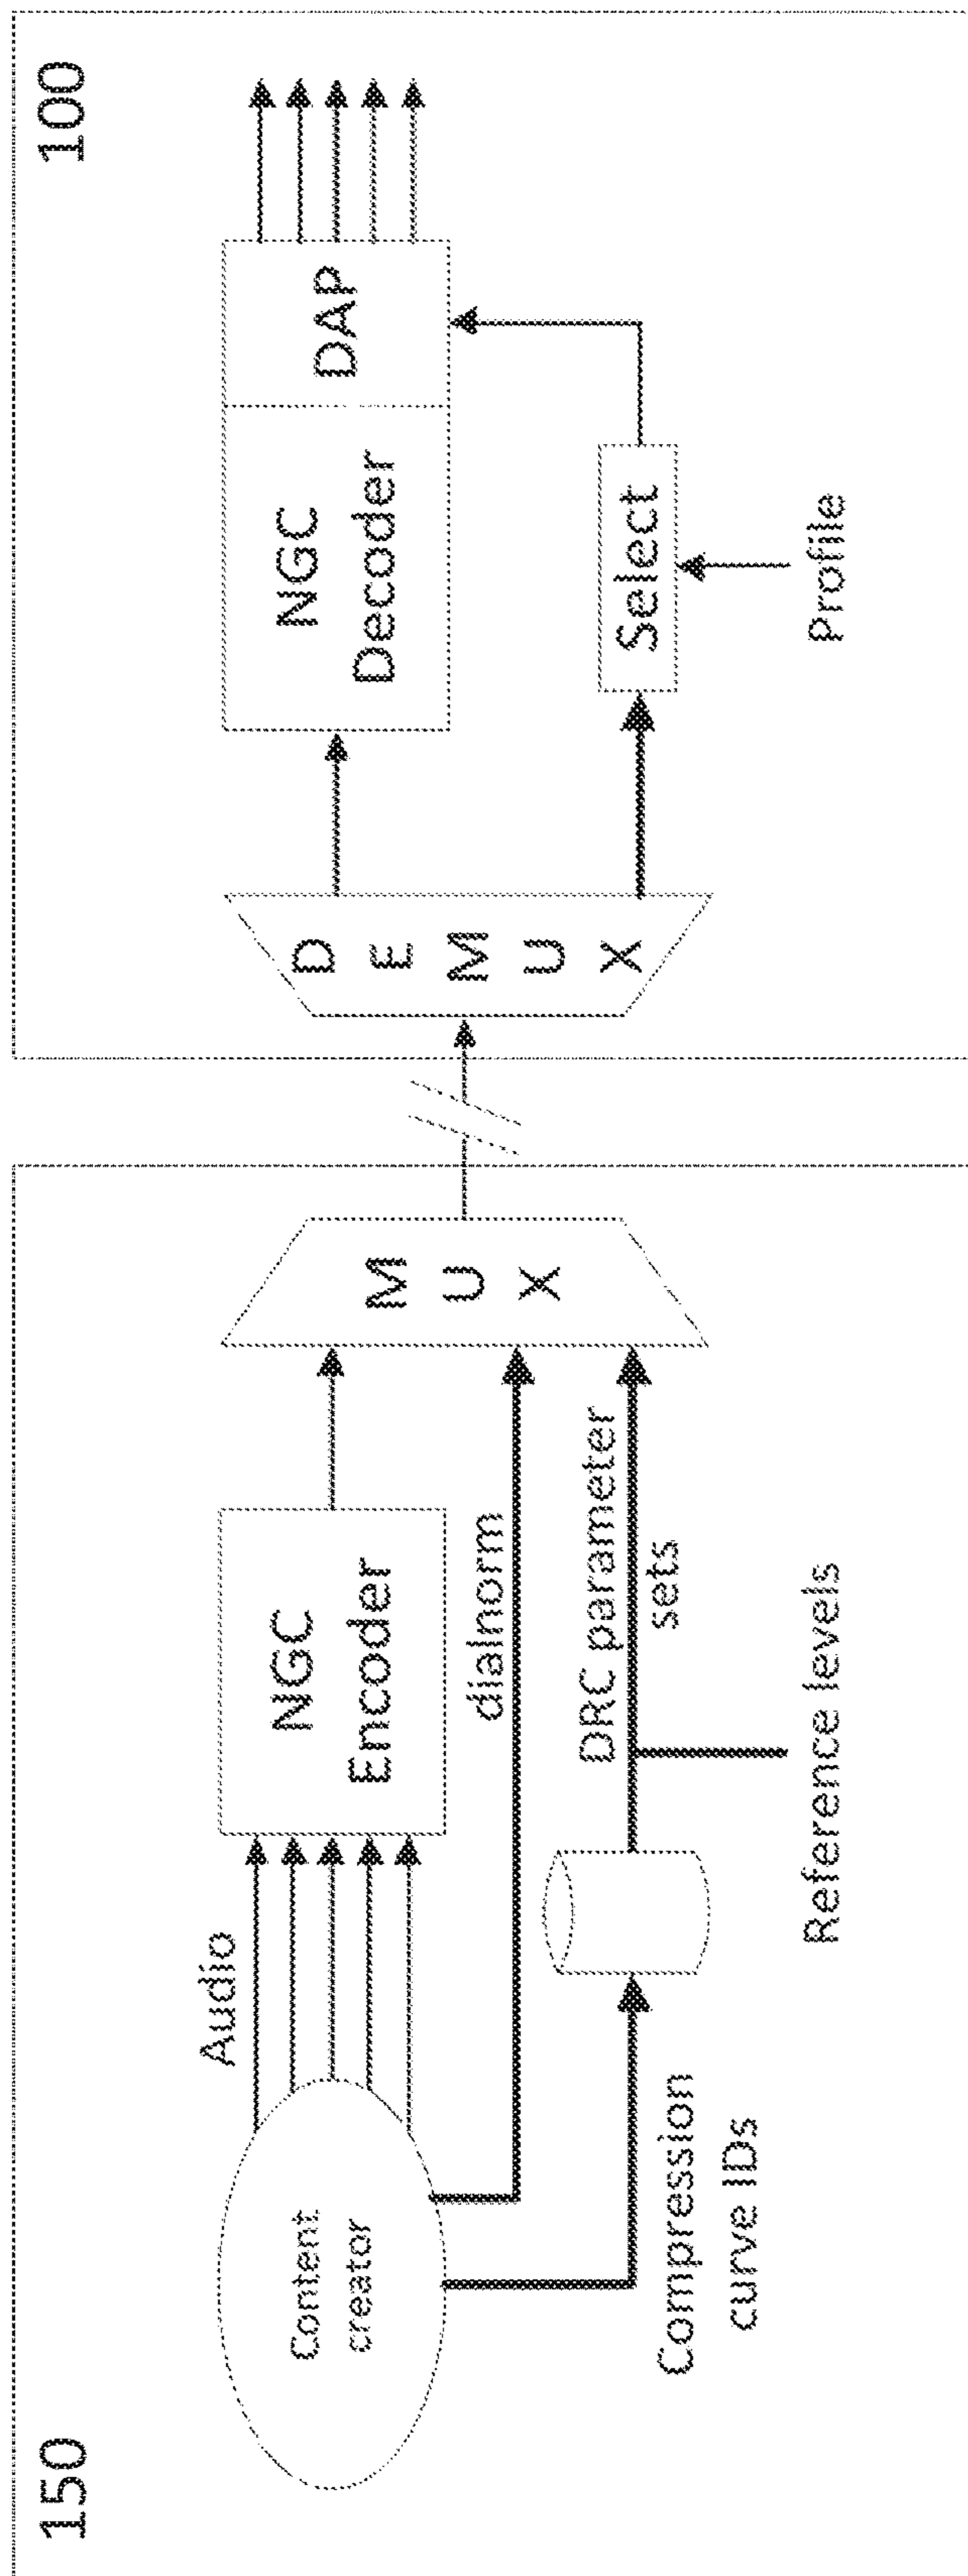 150
Content
creator
Audio
NGC
Encoder
dialnorm
DRC parameter
sets
Compression
curve IDs
Reference levels
M
U
X
100
D
E
M
U
X
NGC
Decoder
DAP
Select
Profile